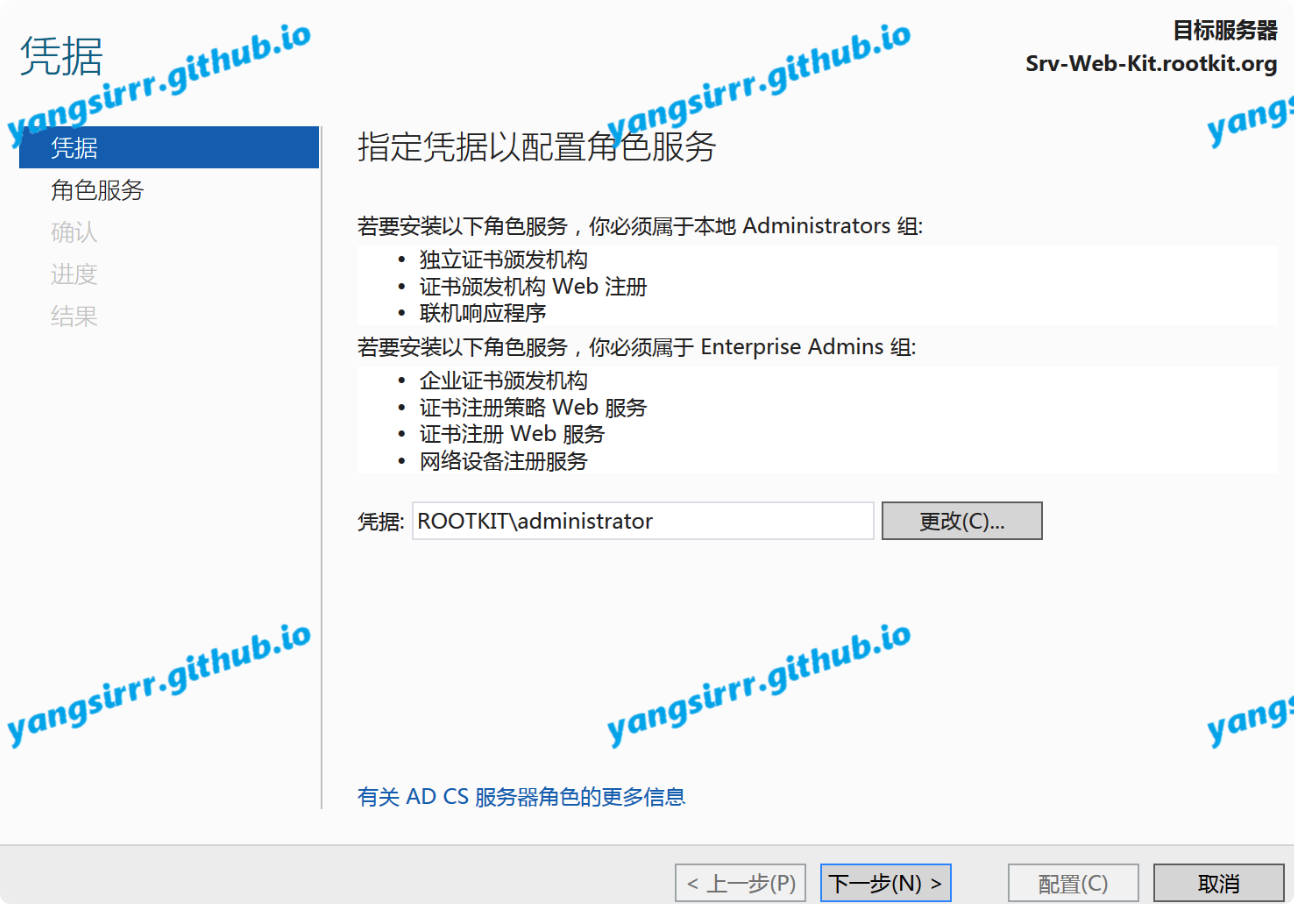 凭据
目标服务器
Srv-Web-Kit.rootkit.org
yangsirrr.github.io
yangsirrr.github.io
yangs
凭据
角色服务
确认
进度
结果
指定凭据以配置角色服务
若要安装以下角色服务，你必须属于本地 Administrators 组:
• 独立证书颁发机构
• 证书颁发机构 Web 注册
• 联机响应程序
若要安装以下角色服务，你必须属于 Enterprise Admins 组:
• 企业证书颁发机构
• 证书注册策略 Web 服务
• 证书注册 Web 服务
• 网络设备注册服务
凭据: ROOTKIT\administrator 更改(C)...
yangsirrr.github.io
yangsirrr.github.io
yangs
有关 AD CS 服务器角色的更多信息
< 上一步(P) 下一步(N) > 配置(C) 取消